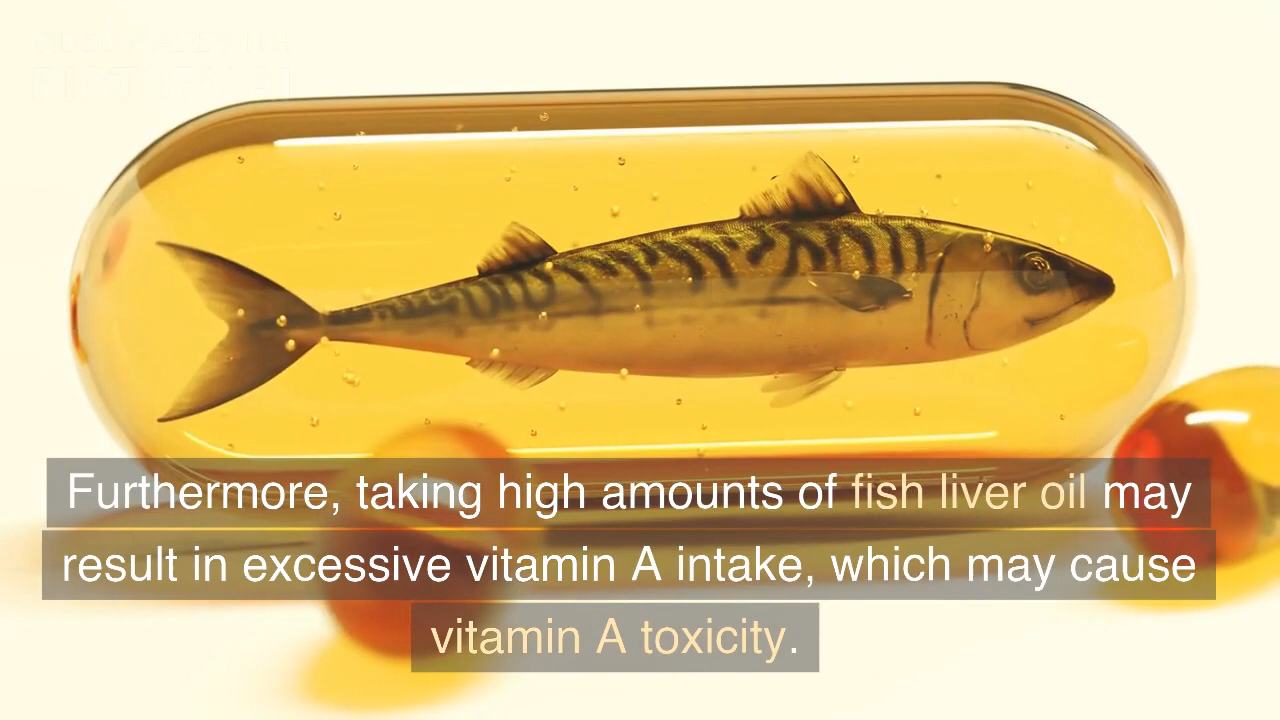 Furthermore, taking high amounts of fish liver oil may
result in excessive vitamin A intake, which may cause
vitamin A toxicity.